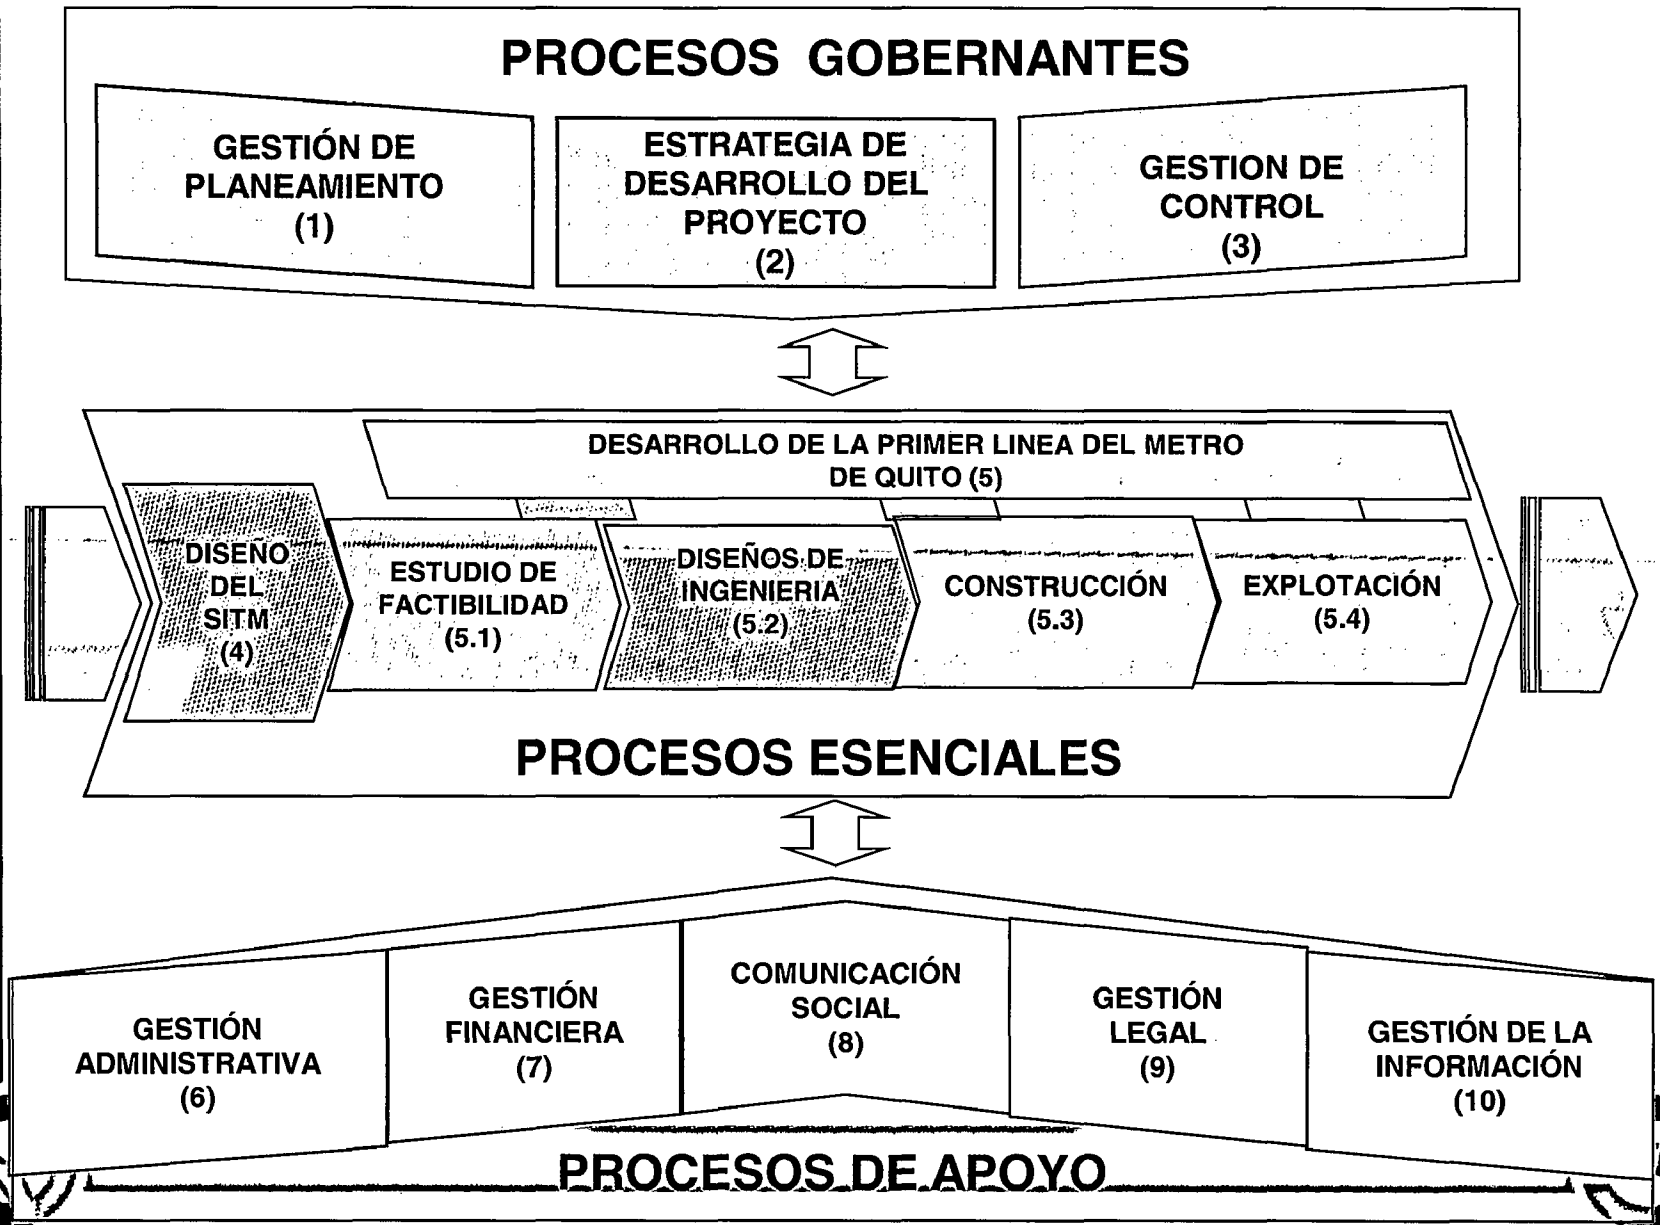 PROCESOS GOBERNANTES
GESTIÓN DE
PLANEAMIENTO
(1)
ESTRATEGIA DE
DESARROLLO DEL
PROYECTO
(2)
GESTION DE
CONTROL
(3)
DESARROLLO DE LA PRIMER LINEA DEL METRO
DE QUITO (5)
DISEÑO
DEL
SITM
(4)
ESTUDIO DE
FACTIBILIDAD
(5.1)
DISEÑOS DE
INGENIERIA
(5.2)
CONSTRUCCIÓN
(5.3)
EXPLOTACIÓN
(5.4)
PROCESOS ESENCIALES
GESTIÓN
ADMINISTRATIVA
(6)
GESTIÓN
FINANCIERA
(7)
COMUNICACIÓN
SOCIAL
(8)
GESTIÓN
LEGAL
(9)
GESTIÓN DE LA
INFORMACIÓN
(10)
PROCESOS DE APOYO